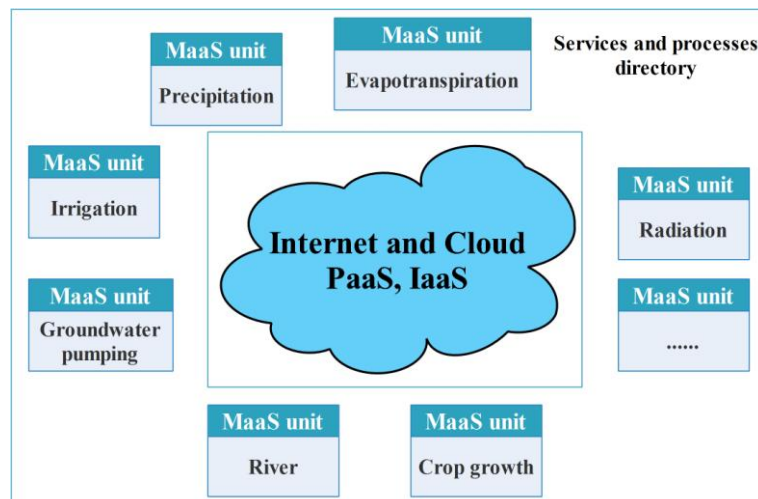 MaaS unit
Precipitation
MaaS unit
Evapotranspiration
Services and processes
directory
MaaS unit
Irrigation
Internet and Cloud
PaaS, IaaS
MaaS unit
Radiation
MaaS unit
Groundwater
pumping
MaaS unit
......
MaaS unit
River
MaaS unit
Crop growth